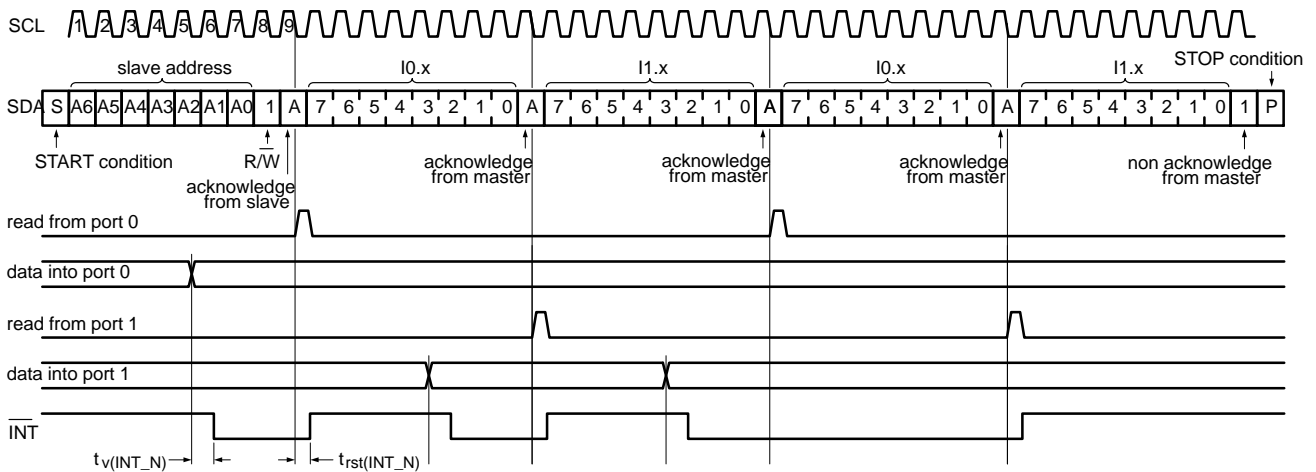 SCL 1 2 3 4 5 6 7 8 9
STOP condition
slave address I0.x I1.x I0.x I1.x
SDA S A6 A5 A4 A3 A2 A1 A0 1 A 7 6 5 4 3 2 1 0 A 7 6 5 4 3 2 1 0 A 7 6 5 4 3 2 1 0 A 7 6 5 4 3 2 1 0 1 P
START condition R/W acknowledge acknowledge acknowledge non acknowledge
from master from master from master from master
acknowledge
from slave
read from port 0
data into port 0
read from port 1
data into port 1
INT
tv(INT_N) trst(INT_N)